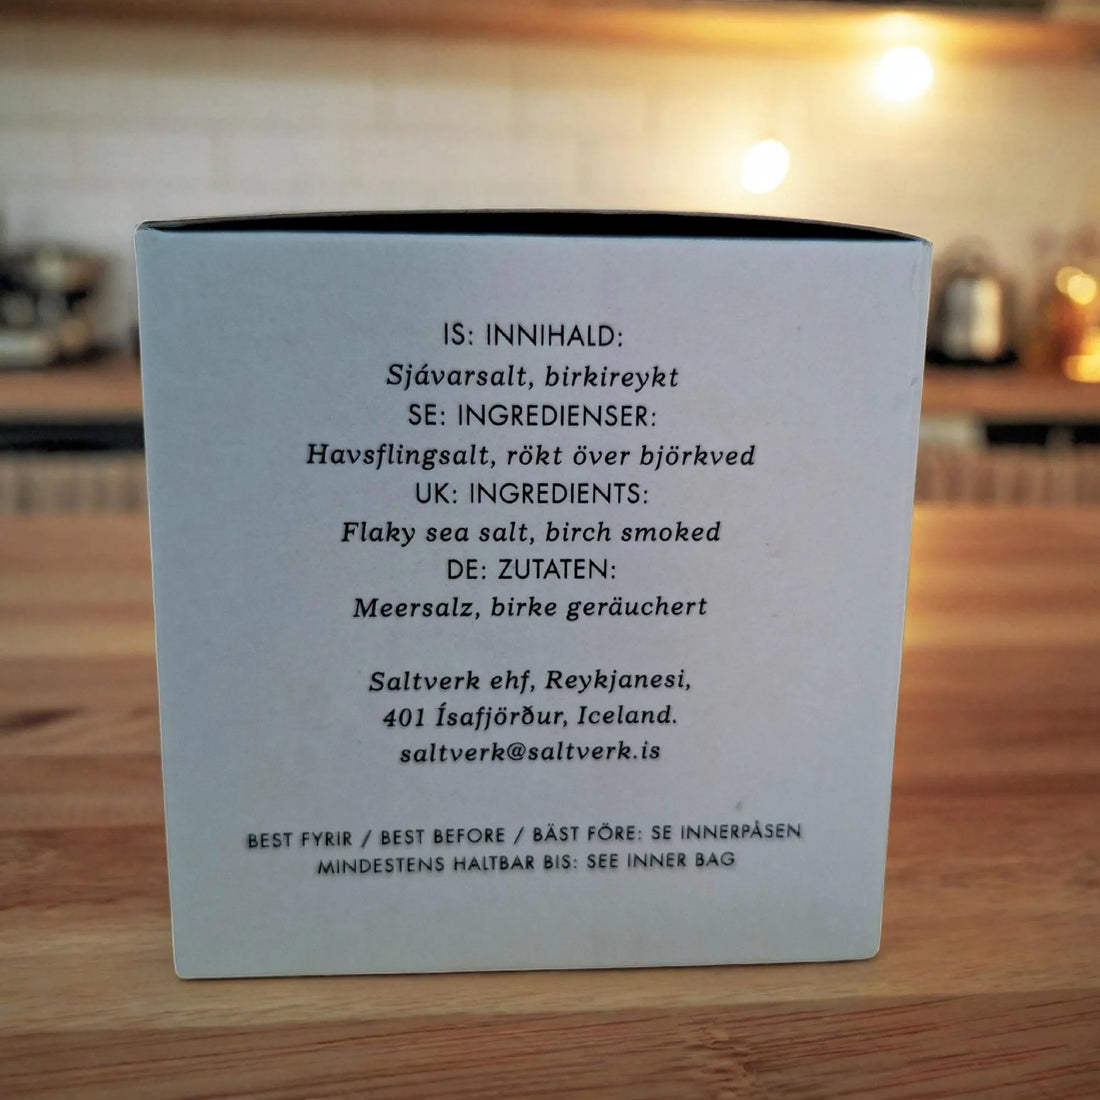 IS: INNIHALD:
Sjávarsalt, birkireykt
SE: INGREDIENSER:
Havsflingsalt, rökt över björkved
UK: INGREDIENTS:
Flaky sea salt, birch smoked
DE: ZUTATEN:
Meersalz, birke geräuchert
Saltverk ehf, Reykjanesi,
401 Ísafjörður, Iceland.
saltverk@saltverk.is
BEST FYRIR / BEST BEFORE / BÄST FÖRE: SE INNERPÅSEN
MINDESTENS HALTBAR BIS: SEE INNER BAG